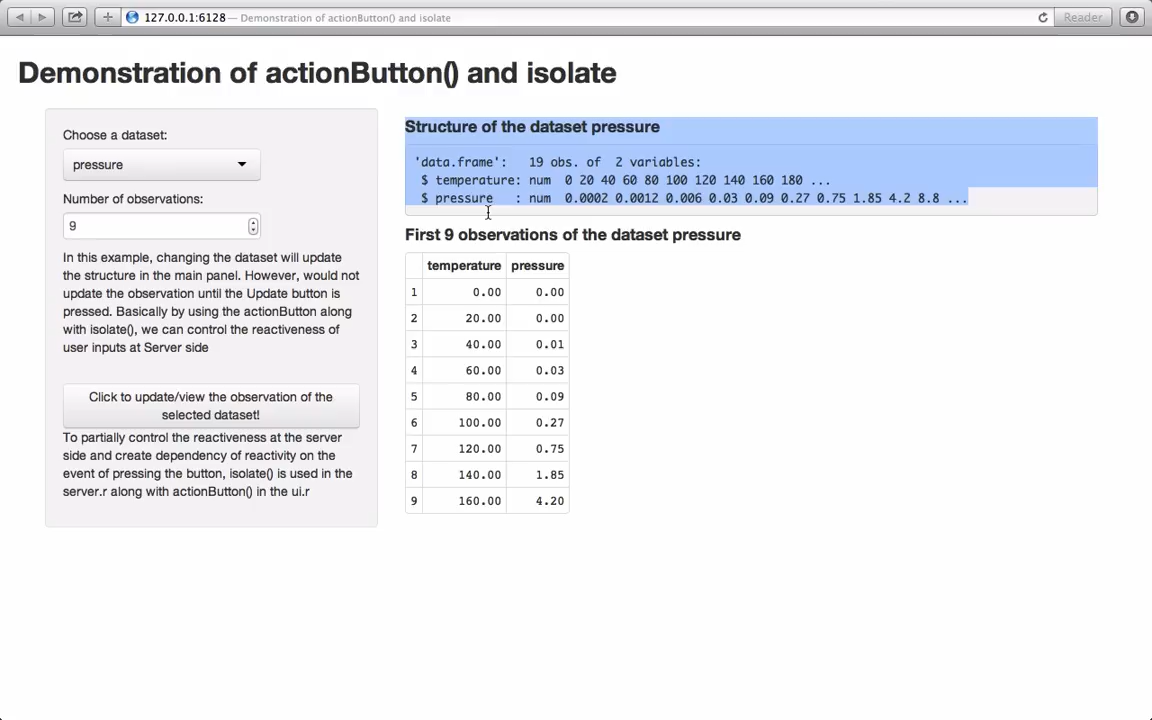 127.0.0.1:6128 — Demonstration of actionButton() and isolate
Reader
Demonstration of actionButton() and isolate
Choose a dataset:
pressure
Number of observations:
9
In this example, changing the dataset will update
the structure in the main panel. However, would not
update the observation until the Update button is
pressed. Basically by using the actionButton along
with isolate(), we can control the reactiveness of
user inputs at Server side
Click to update/view the observation of the
selected dataset!
To partially control the reactiveness at the server
side and create dependency of reactivity on the
event of pressing the button, isolate() is used in the
server.r along with actionButton() in the ui.r
Structure of the dataset pressure
'data.frame':   19 obs. of  2 variables:
$ temperature: num  0 20 40 60 80 100 120 140 160 180 ...
$ pressure   : num  0.0002 0.0012 0.006 0.03 0.09 0.27 0.75 1.85 4.2 8.8 ...
First 9 observations of the dataset pressure
temperature pressure
1 0.00 0.00
2 20.00 0.00
3 40.00 0.01
4 60.00 0.03
5 80.00 0.09
6 100.00 0.27
7 120.00 0.75
8 140.00 1.85
9 160.00 4.20